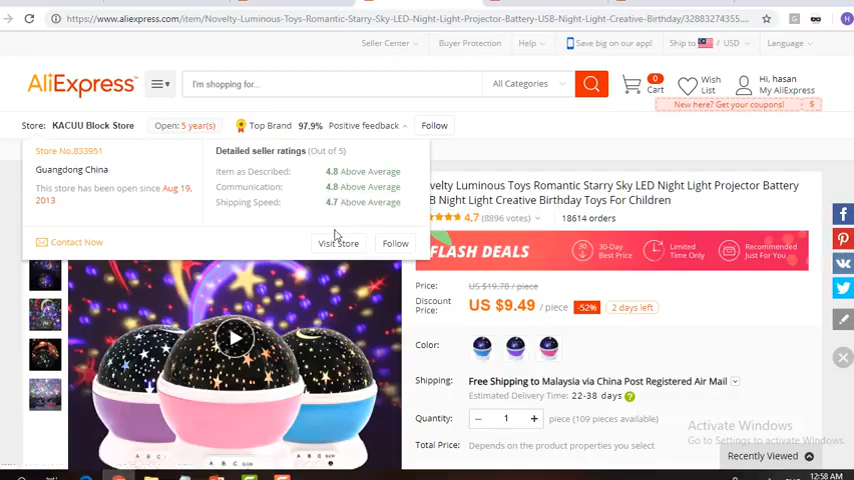 https://www.aliexpress.com/item/Novelty-Luminous-Toys-Romantic-Starry-Sky-LED-Night-Light-Projector-Battery-USB-Night-Light-Creative-Birthday/32883274355....
Seller Center
Buyer Protection
Help
Save big on our app!
Ship to / USD
Language
AliExpress™
I'm shopping for...
All Categories
0
Cart
Wish List
Hi, hasan
My AliExpress
New here? Get your coupons! $
Store: KACUU Block Store
Open: 5 year(s)
Top Brand 97.9% Positive feedback
Follow
Store No.833951
Guangdong China
This store has been open since Aug 19, 2013
Detailed seller ratings (Out of 5)
Item as Described: 4.8 Above Average
Communication: 4.8 Above Average
Shipping Speed: 4.7 Above Average
Contact Now
Visit Store
Follow
velty Luminous Toys Romantic Starry Sky LED Night Light Projector Battery
B Night Light Creative Birthday Toys For Children
4.7 (8896 votes)
18614 orders
FLASH DEALS
30
30-Day Best Price
Limited Time Only
Recommended Just For You
Price: US $19.78 / piece
Discount Price: US $9.49 / piece
-52%
2 days left
Color:
Shipping: Free Shipping to Malaysia via China Post Registered Air Mail
Estimated Delivery Time: 22-38 days
Quantity: 1 piece (109 pieces available)
Total Price: Depends on the product properties you select
Activate Windows
Go to Settings to activate Windows.
Recently Viewed
12:58 AM